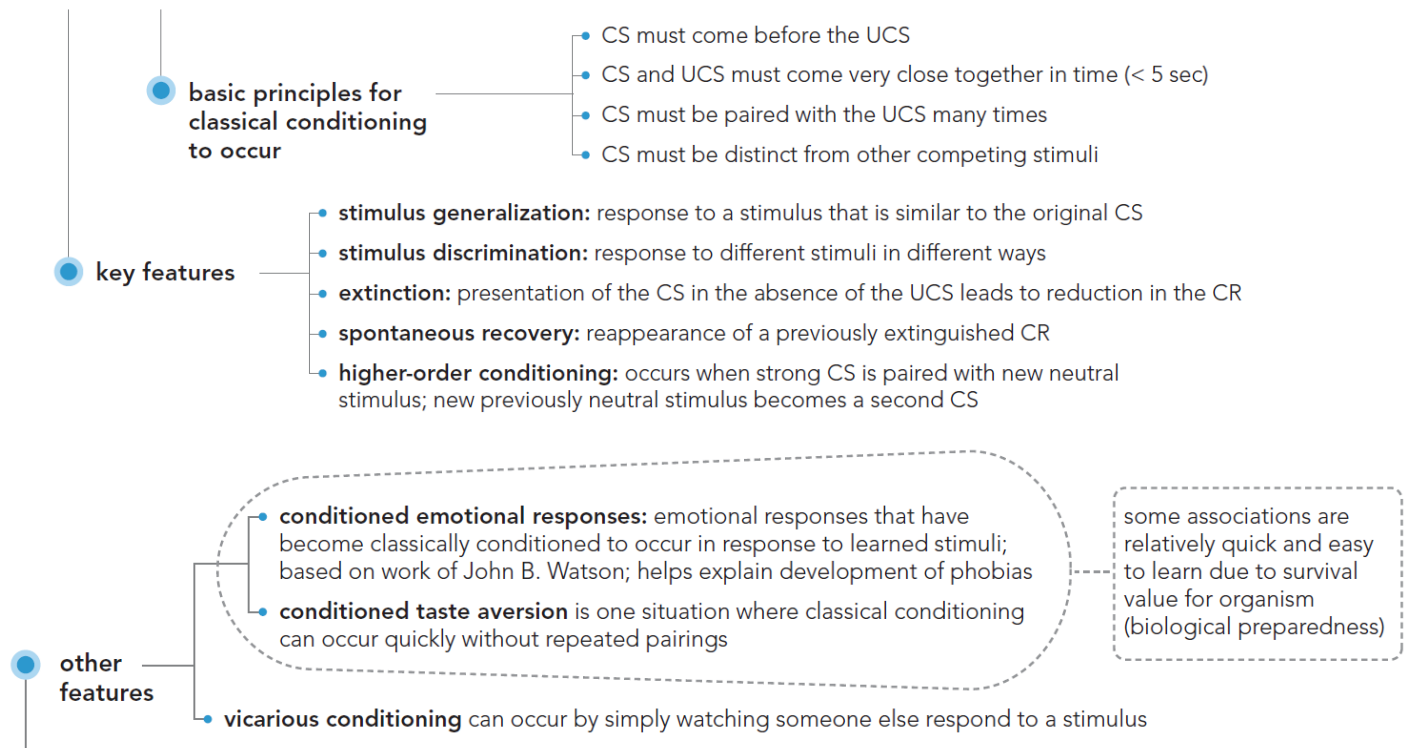 CS must come before the UCS
CS and UCS must come very close together in time (< 5 sec)
basic principles for
classical conditioning
to occur
CS must be paired with the UCS many times
CS must be distinct from other competing stimuli
key features
stimulus generalization: response to a stimulus that is similar to the original CS
stimulus discrimination: response to different stimuli in different ways
extinction: presentation of the CS in the absence of the UCS leads to reduction in the CR
spontaneous recovery: reappearance of a previously extinguished CR
higher-order conditioning: occurs when strong CS is paired with new neutral
stimulus; new previously neutral stimulus becomes a second CS
other
features
conditioned emotional responses: emotional responses that have
become classically conditioned to occur in response to learned stimuli;
based on work of John B. Watson; helps explain development of phobias
conditioned taste aversion is one situation where classical conditioning
can occur quickly without repeated pairings
some associations are
relatively quick and easy
to learn due to survival
value for organism
(biological preparedness)
vicarious conditioning can occur by simply watching someone else respond to a stimulus